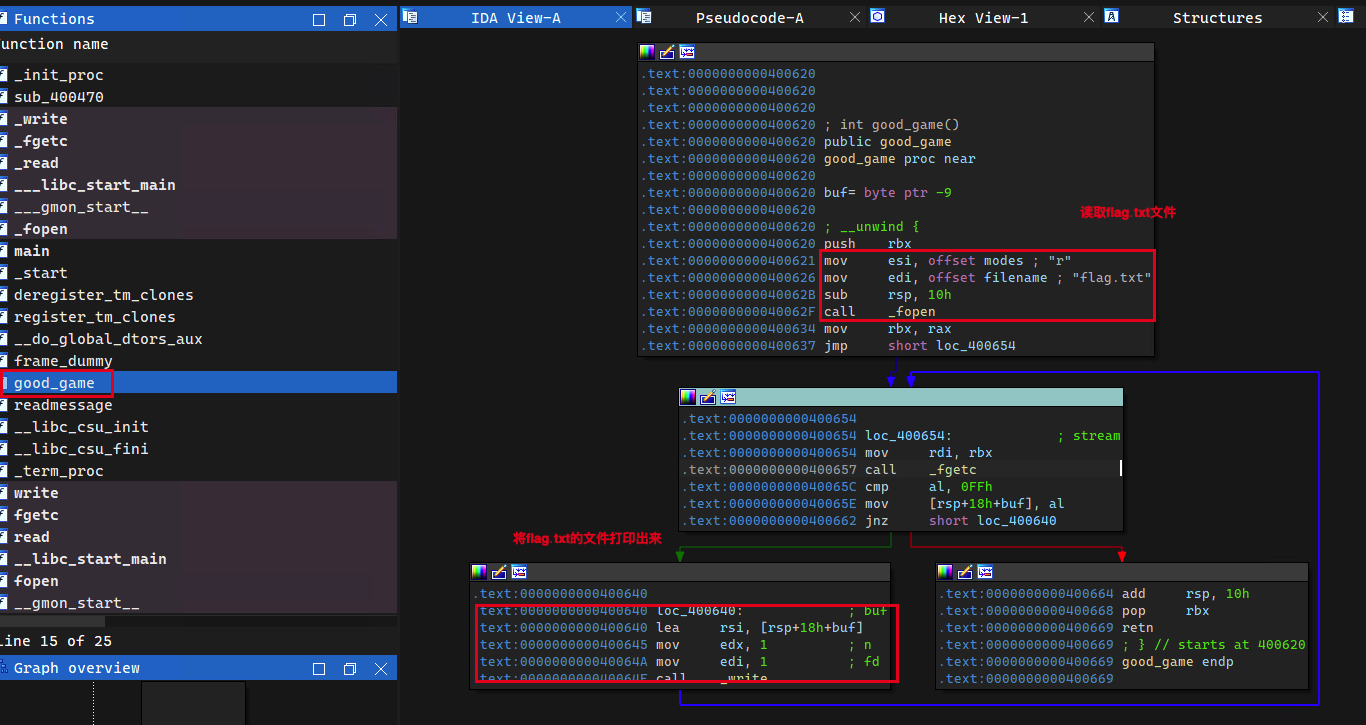 Functions
unction name
_init_proc
sub_400470
_write
_fgetc
_read
___libc_start_main
___gmon_start__
_fopen
main
_start
deregister_tm_clones
register_tm_clones
__do_global_dtors_aux
frame_dummy
good_game
readmessage
__libc_csu_init
__libc_csu_fini
_term_proc
write
fgetc
read
__libc_start_main
fopen
__gmon_start__
ine 15 of 25
Graph overview
IDA View-A
Pseudocode-A
Hex View-1
Structures
.text:0000000000400620
.text:0000000000400620
.text:0000000000400620
.text:0000000000400620 ; int good_game()
.text:0000000000400620 public good_game
.text:0000000000400620 good_game proc near
.text:0000000000400620
.text:0000000000400620 buf= byte ptr -9
.text:0000000000400620
.text:0000000000400620 ; __unwind {
.text:0000000000400620 push rbx
.text:0000000000400621 mov esi, offset modes ; "r"
.text:0000000000400626 mov edi, offset filename ; "flag.txt"
.text:000000000040062B sub rsp, 10h
.text:000000000040062F call _fopen
.text:0000000000400634 mov rbx, rax
.text:0000000000400637 jmp short loc_400654
读取flag.txt文件
.text:0000000000400654
.text:0000000000400654 loc_400654: ; stream
.text:0000000000400654 mov rdi, rbx
.text:0000000000400657 call _fgetc
.text:000000000040065C cmp al, 0FFh
.text:000000000040065E mov [rsp+18h+buf], al
.text:0000000000400662 jnz short loc_400640
将flag.txt的文件打印出来
.text:0000000000400640
.text:0000000000400640 loc_400640: ; buf
.text:0000000000400640 lea rsi, [rsp+18h+buf]
.text:0000000000400645 mov edx, 1 ; n
.text:000000000040064A mov edi, 1 ; fd
.text:000000000040064F call _write
.text:0000000000400664 add rsp, 10h
.text:0000000000400668 pop rbx
.text:0000000000400669 retn
.text:0000000000400669 ; } // starts at 400620
.text:0000000000400669 good_game endp
.text:0000000000400669